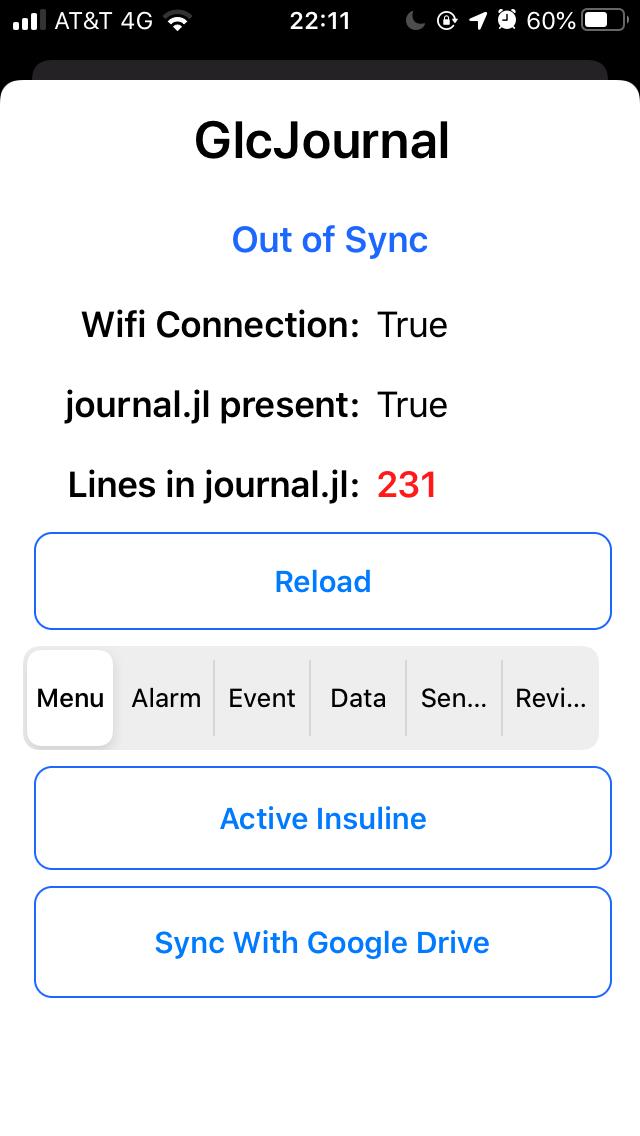 AT&T 4G 22:11 60%
GlcJournal
Out of Sync
Wifi Connection: True
journal.jl present: True
Lines in journal.jl: 231
Reload
Menu Alarm Event Data Sen... Revi...
Active Insuline
Sync With Google Drive